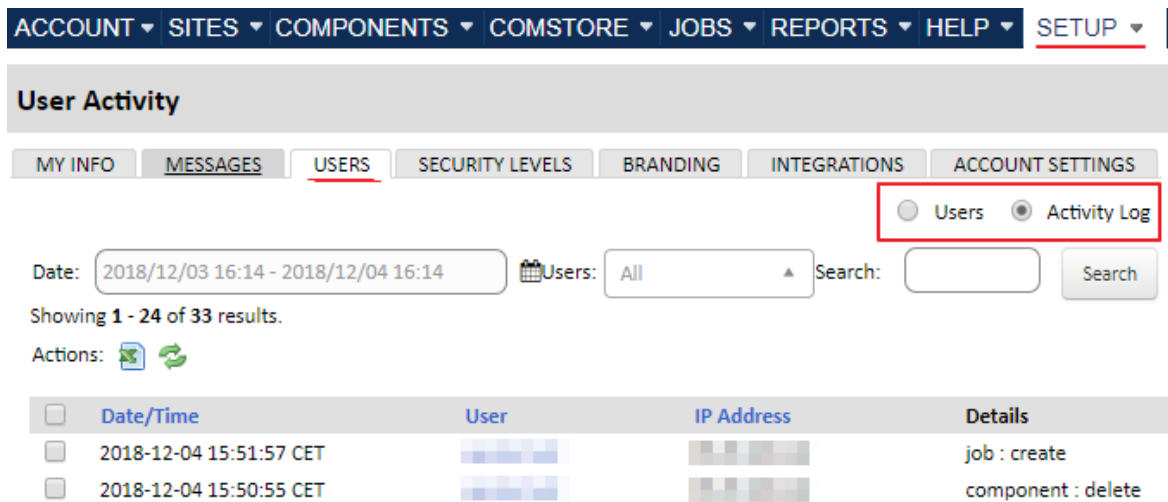 ACCOUNT SITES COMPONENTS COMSTORE JOBS REPORTS HELP SETUP
User Activity
MY INFO MESSAGES USERS SECURITY LEVELS BRANDING INTEGRATIONS ACCOUNT SETTINGS
Users Activity Log
Date: 2018/12/03 16:14 - 2018/12/04 16:14 Users: All Search: Search
Showing 1 - 24 of 33 results.
Actions:
Date/Time User IP Address Details
2018-12-04 15:51:57 CET job : create
2018-12-04 15:50:55 CET component : delete